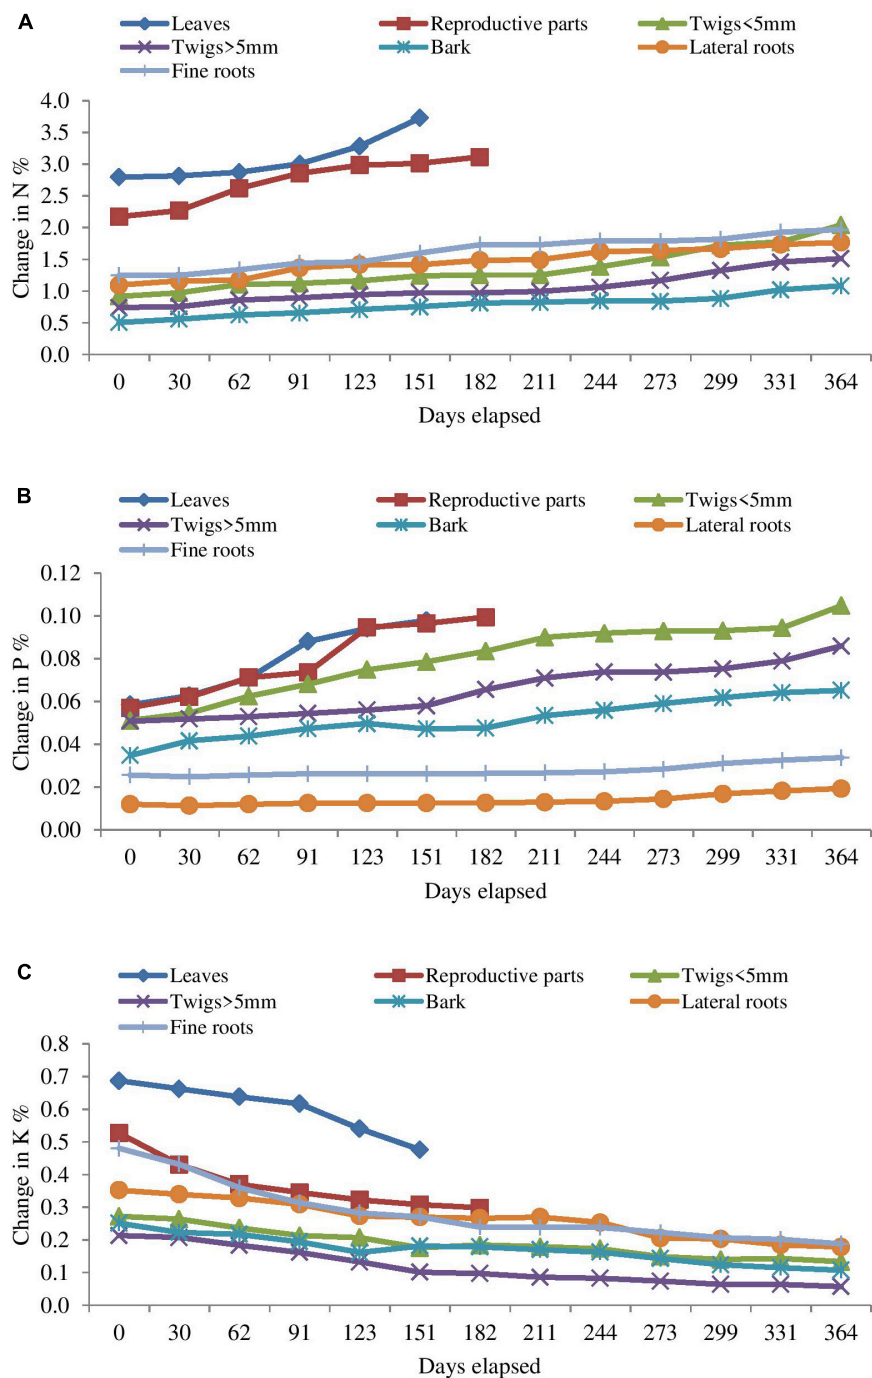 A
Leaves Reproductive parts Twigs<5mm
Twigs>5mm Bark Lateral roots
Fine roots
Change in N %
4.0
3.5
3.0
2.5
2.0
1.5
1.0
0.5
0.0
0 30 62 91 123 151 182 211 244 273 299 331 364
Days elapsed
B
Leaves Reproductive parts Twigs<5mm
Twigs>5mm Bark Lateral roots
Fine roots
Change in P %
0.12
0.10
0.08
0.06
0.04
0.02
0.00
0 30 62 91 123 151 182 211 244 273 299 331 364
Days elapsed
C
Leaves Reproductive parts Twigs<5mm
Twigs>5mm Bark Lateral roots
Fine roots
Change in K %
0.8
0.7
0.6
0.5
0.4
0.3
0.2
0.1
0.0
0 30 62 91 123 151 182 211 244 273 299 331 364
Days elapsed